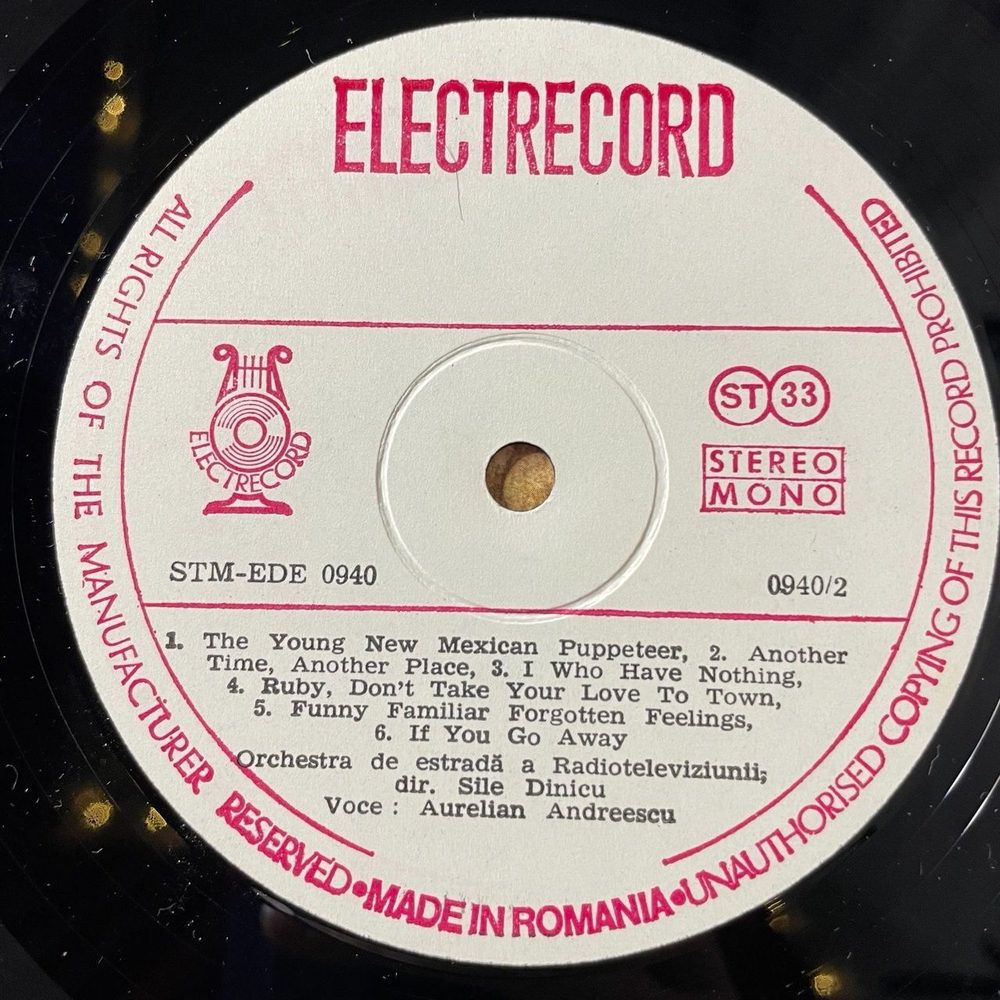 ELECTRECORD
ALL RIGHTS OF THE MANUFACTURER RESERVED•MADE IN ROMANIA•UNAUTHORISED COPYING OF THIS RECORD PROHIBITED
ELECTRECORD
ST 33
STEREO
MONO
STM-EDE 0940
0940/2
1. The Young New Mexican Puppeteer, 2. Another
Time, Another Place, 3. I Who Have Nothing,
4. Ruby, Don't Take Your Love To Town,
5. Funny Familiar Forgotten Feelings,
6. If You Go Away
Orchestra de estradă a Radioteleviziunii;
dir. Sile Dinicu
Voce : Aurelian Andreescu